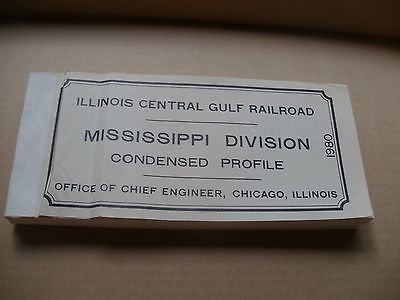 ILLINOIS CENTRAL GULF RAILROAD
MISSISSIPPI DIVISION
CONDENSED PROFILE
1980
OFFICE OF CHIEF ENGINEER, CHICAGO, ILLINOIS